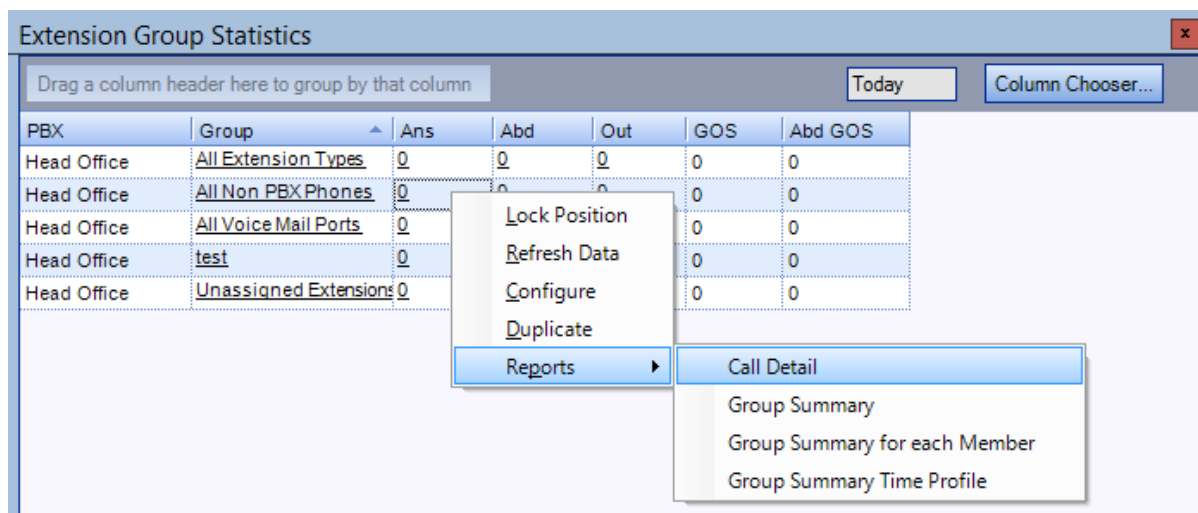 Extension Group Statistics
x
Drag a column header here to group by that column
Today
Column Chooser...
PBX Group Ans Abd Out GOS Abd GOS
Head Office All Extension Types 0 0 0 0 0
Head Office All Non PBX Phones 0 0 0 0 0
Head Office All Voice Mail Ports 0 0 0
Head Office test 0 0 0
Head Office Unassigned Extensions 0 0 0
Lock Position
Refresh Data
Configure
Duplicate
Reports
Call Detail
Group Summary
Group Summary for each Member
Group Summary Time Profile